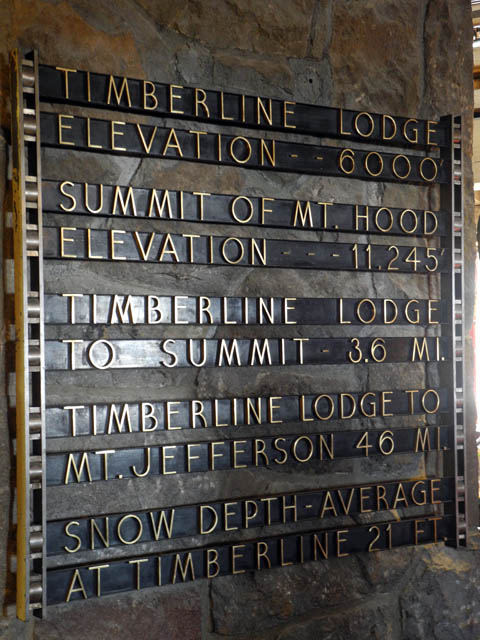 TIMBERLINE LODGE
ELEVATION -- 6000'
SUMMIT OF MT. HOOD
ELEVATION --- 11.245'
TIMBERLINE LODGE
TO SUMMIT - 3.6 MI.
TIMBERLINE LODGE TO
MT. JEFFERSON 46 MI.
SNOW DEPTH-AVERAGE
AT TIMBERLINE 21 FT.